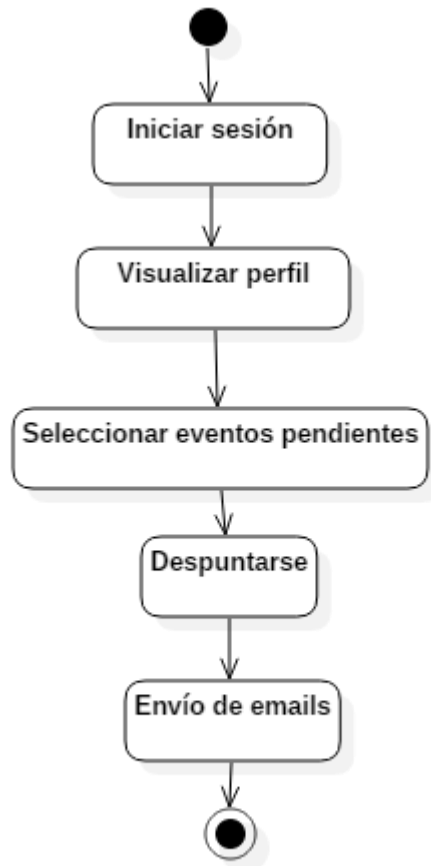 Iniciar sesión
Visualizar perfil
Seleccionar eventos pendientes
Despuntarse
Envío de emails